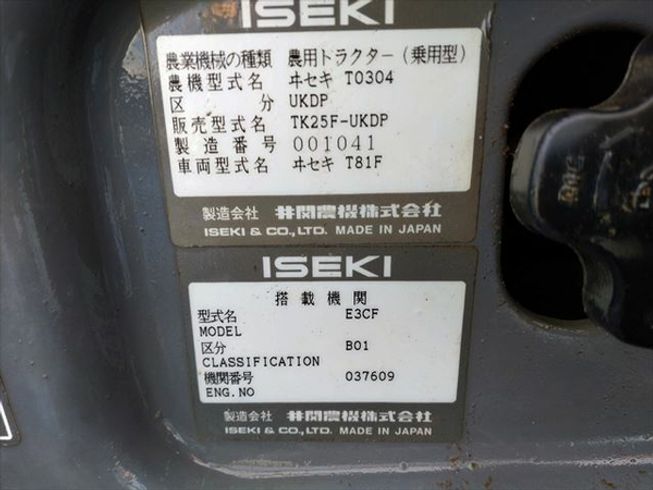 ISEKI
農業機械の種類 農用トラクター(乗用型)
農機型式名 ヰセキ T0304
区分 UKDP
販売型式名 TK25F-UKDP
製造番号 001041
車両型式名 ヰセキ T81F
製造会社 井関農機株式会社
ISEKI & CO., LTD. MADE IN JAPAN
ISEKI
搭載機関
型式名 E3CF
MODEL
区分 B01
CLASSIFICATION
機関番号 037609
ENG.NO
製造会社 井関農機株式会社
ISEKI & CO., LTD. MADE IN JAPAN